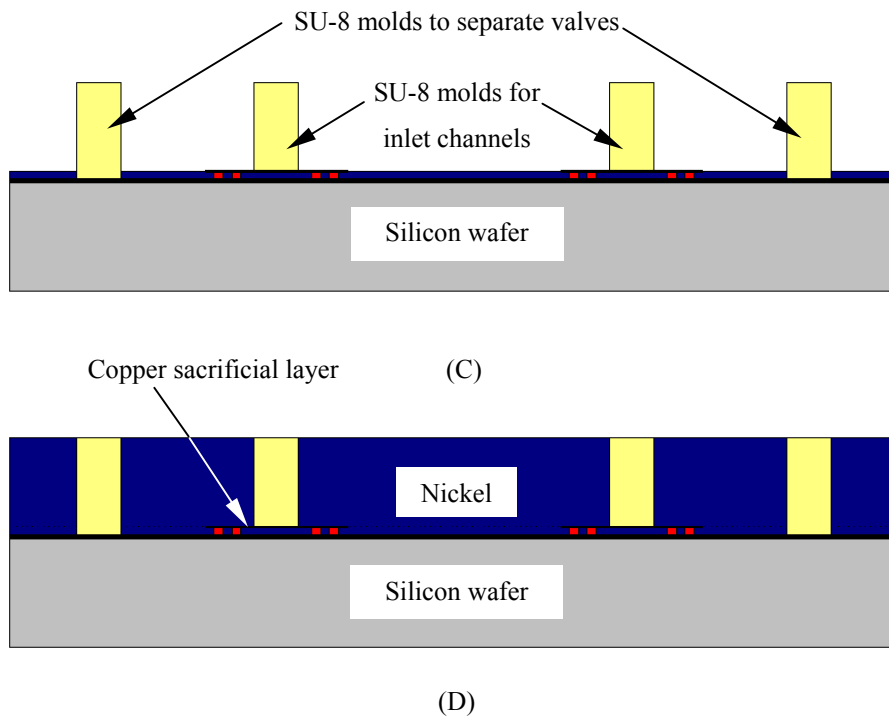 SU-8 molds to separate valves
SU-8 molds for
inlet channels
Silicon wafer
(C)
Copper sacrificial layer
Nickel
Silicon wafer
(D)